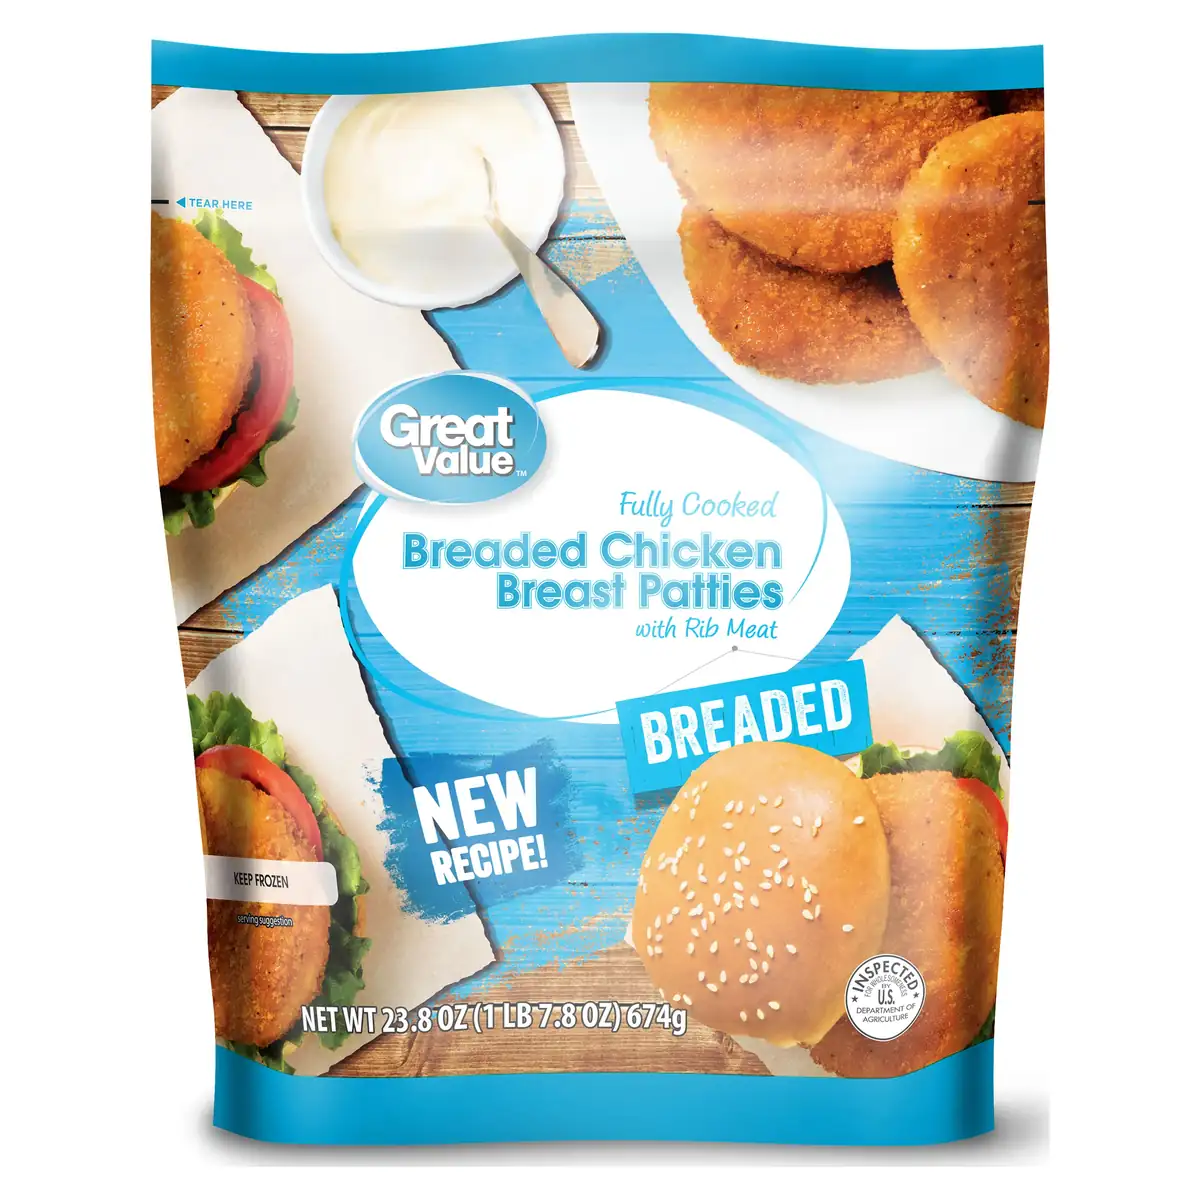 TEAR HERE
Great
Value™
Fully Cooked
Breaded Chicken
Breast Patties
with Rib Meat
BREADED
NEW
RECIPE!
KEEP FROZEN
serving suggestion
INSPECTED
FOR WHOLESOMENESS
BY
U.S.
DEPARTMENT OF
AGRICULTURE
NET WT 23.8 OZ (1 LB 7.8 OZ) 674g